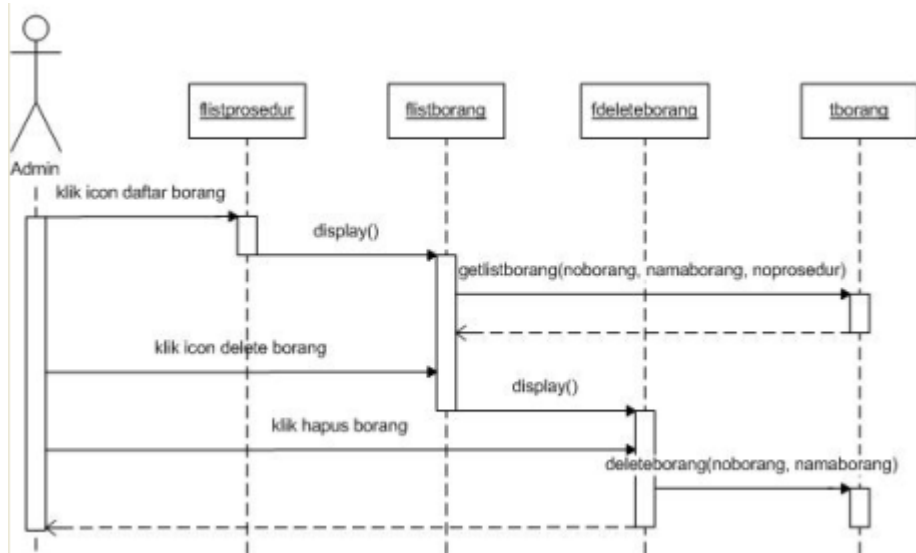 flistprosedur
flistborang
fdeleteborang
tborang
Admin
klik icon daftar borang
display()
getlistborang(noborang, namaborang, noprosedur)
klik icon delete borang
display()
klik hapus borang
deleteborang(noborang, namaborang)